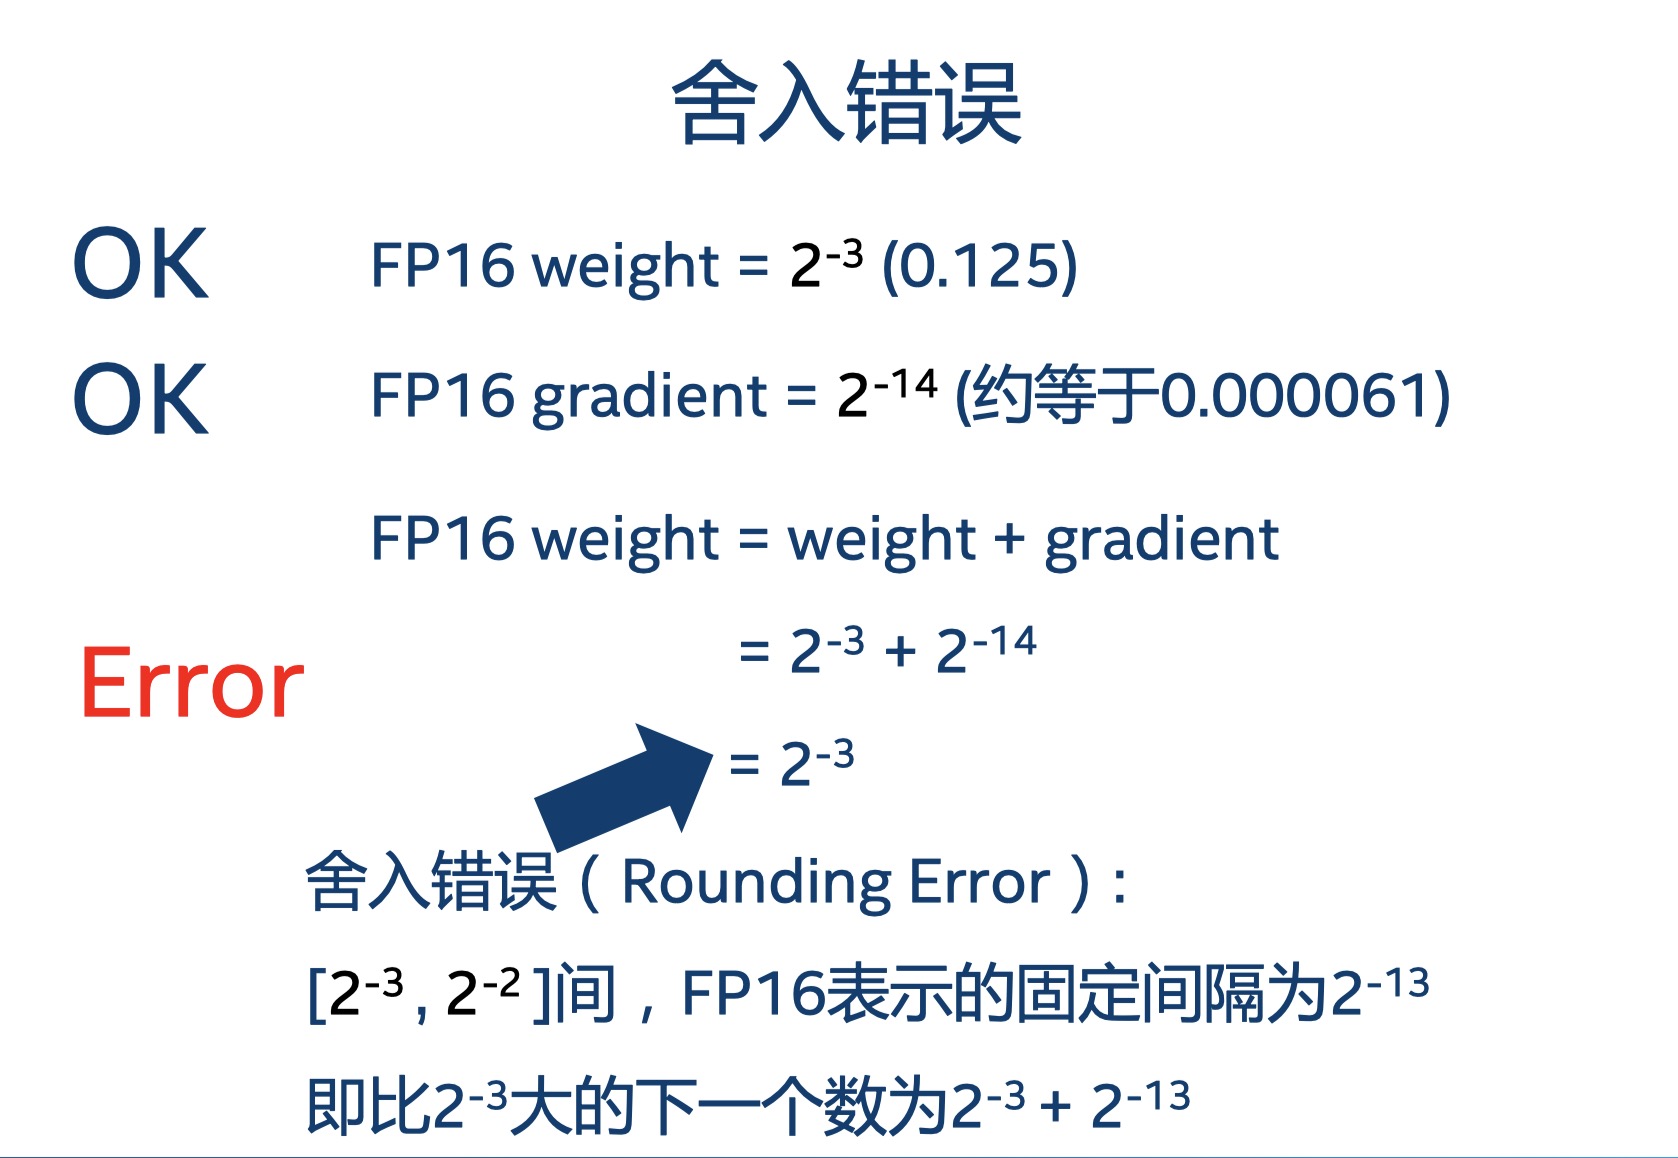 舍入错误
OK FP16 weight = 2⁻³ (0.125)
OK FP16 gradient = 2⁻¹⁴ (约等于0.000061)
FP16 weight = weight + gradient
= 2⁻³ + 2⁻¹⁴
Error
= 2⁻³
舍入错误（Rounding Error）:
[2⁻³ , 2⁻² ]间，FP16表示的固定间隔为2⁻¹³
即比2⁻³大的下一个数为2⁻³ + 2⁻¹³